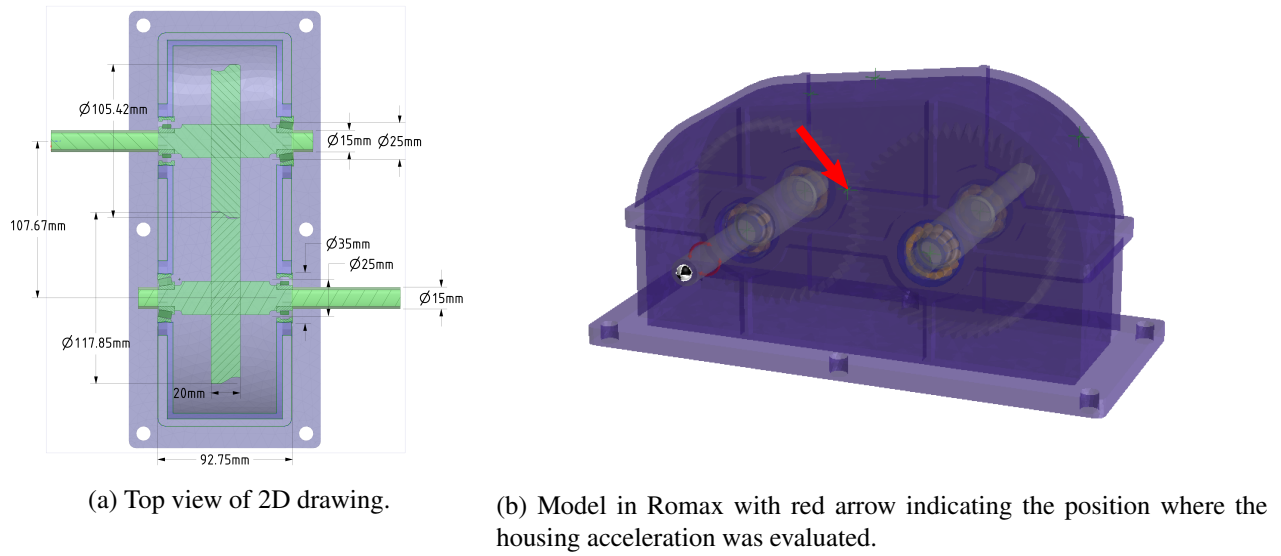 Ø105.42mm
Ø15mm
Ø25mm
107.67mm
Ø35mm
Ø25mm
Ø15mm
Ø117.85mm
20mm
92.75mm
(a) Top view of 2D drawing.
(b) Model in Romax with red arrow indicating the position where the
housing acceleration was evaluated.